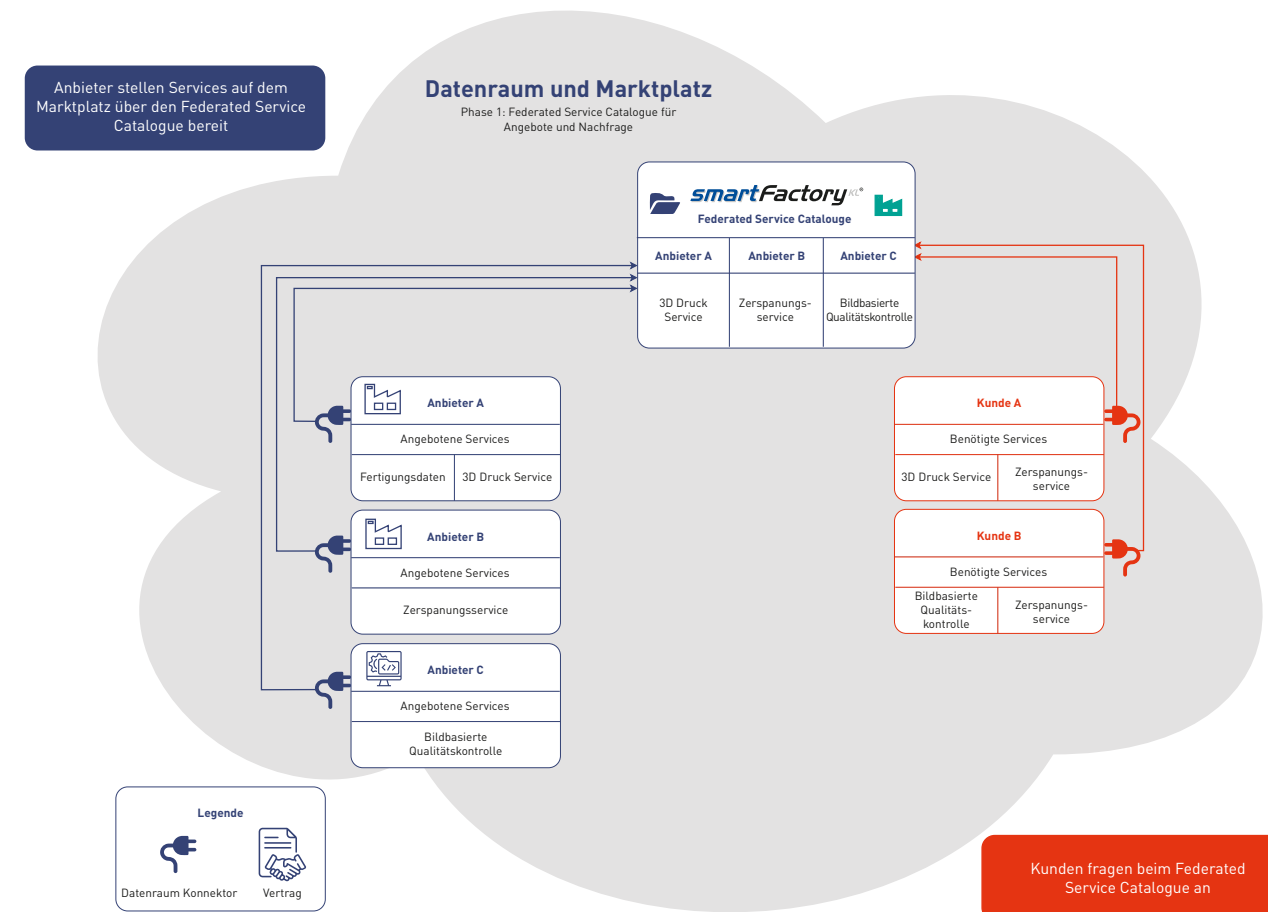 Anbieter stellen Services auf dem
Marktplatz über den Federated Service
Catalogue bereit
Datenraum und Marktplatz
Phase 1: Federated Service Catalogue für
Angebote und Nachfrage
smartFactory KL®
Federated Service Catalouge
Anbieter A
Anbieter B
Anbieter C
3D Druck
Service
Zerspanungs-
service
Bildbasierte
Qualitätskontrolle
Anbieter A
Angebotene Services
Fertigungsdaten
3D Druck Service
Anbieter B
Angebotene Services
Zerspanungsservice
Anbieter C
Angebotene Services
Bildbasierte
Qualitätskontrolle
Kunde A
Benötigte Services
3D Druck Service
Zerspanungs-
service
Kunde B
Benötigte Services
Bildbasierte
Qualitäts-
kontrolle
Zerspanungs-
service
Legende
Datenraum Konnektor
Vertrag
Kunden fragen beim Federated
Service Catalogue an